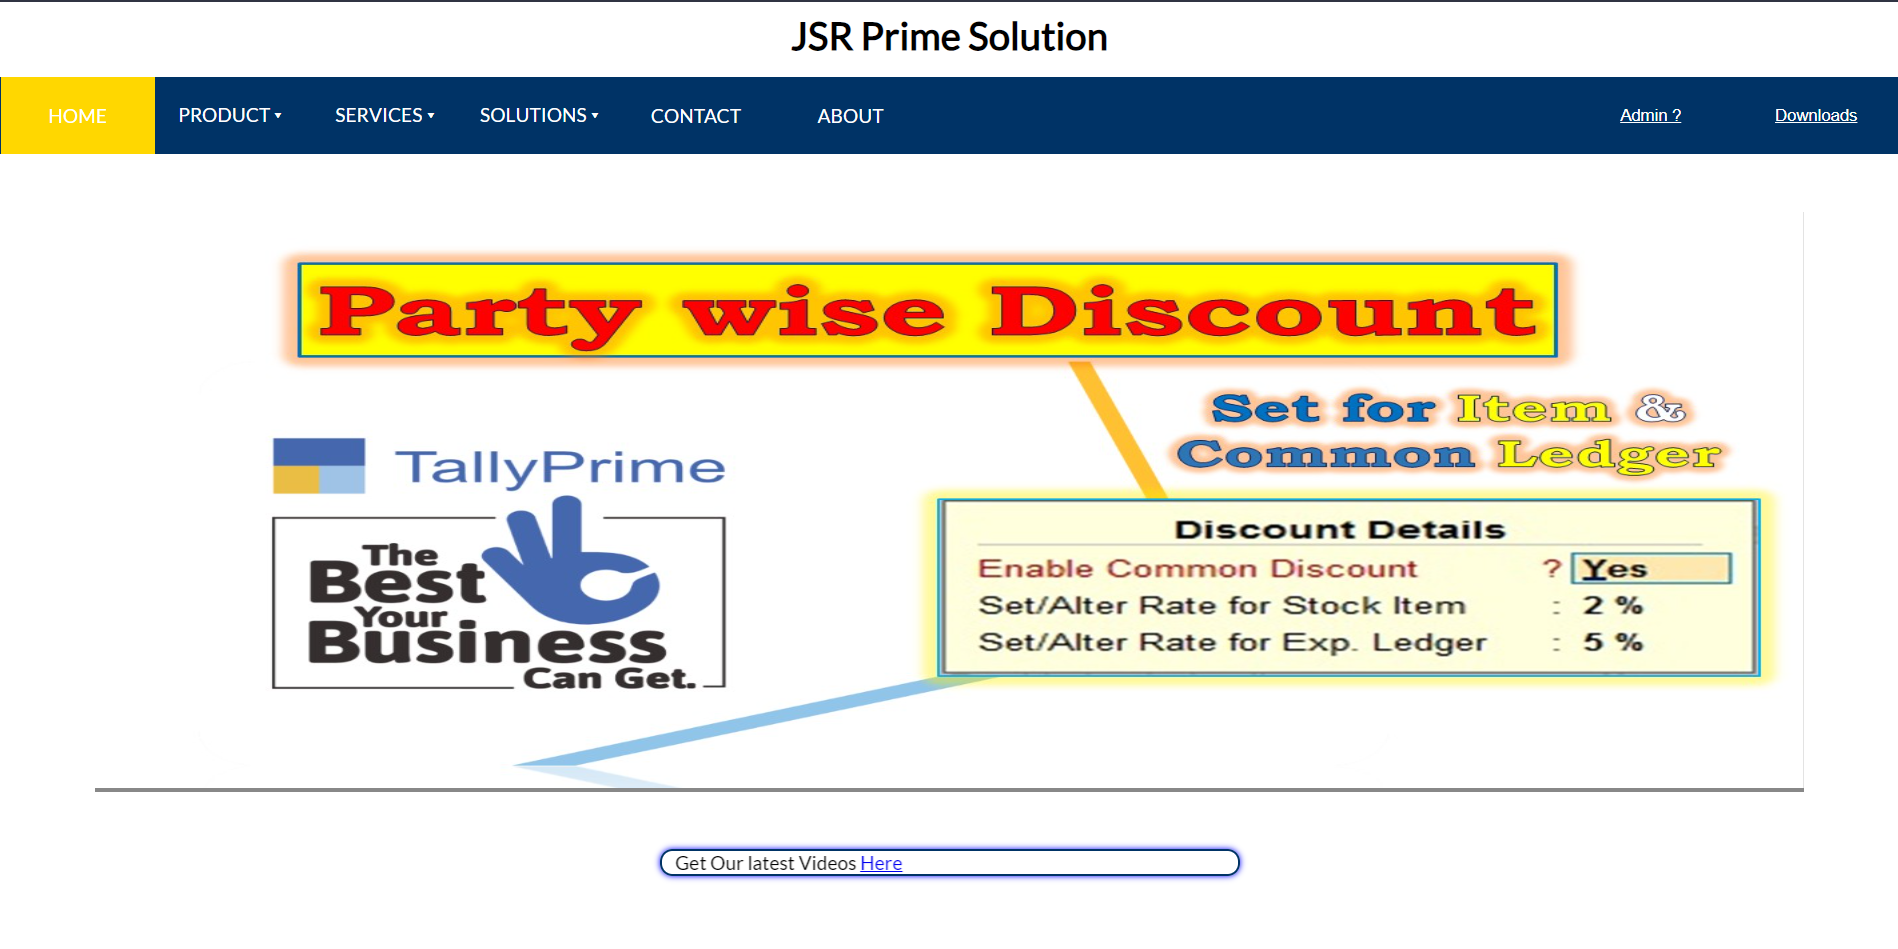 JSR Prime Solution
HOME PRODUCT SERVICES SOLUTIONS CONTACT ABOUT Admin ? Downloads
Party wise Discount
Set for Item &
Common Ledger
TallyPrime
The
Best
Your
Business
Can Get.
Discount Details
Enable Common Discount ? Yes
Set/Alter Rate for Stock Item : 2 %
Set/Alter Rate for Exp. Ledger : 5 %
Get Our latest Videos Here